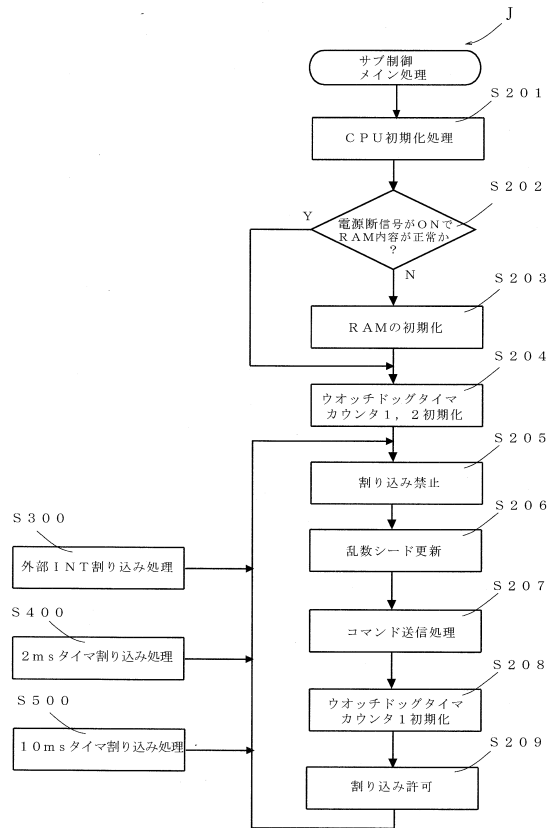 J
サブ制御
メイン処理
S201
CPU初期化処理
S202
電源断信号がONで
RAM内容が正常か
?
Y
N
S203
RAMの初期化
S204
ウオッチドッグタイマ
カウンタ1,2初期化
S205
割り込み禁止
S206
乱数シード更新
S207
コマンド送信処理
S208
ウオッチドッグタイマ
カウンタ1初期化
S209
割り込み許可
S300
外部INT割り込み処理
S400
2msタイマ割り込み処理
S500
10msタイマ割り込み処理